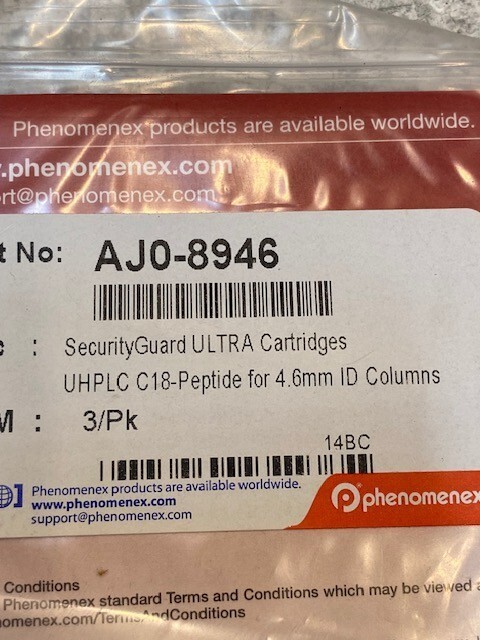 Phenomenex products are available worldwide.
.phenomenex.com
rt@phenomenex.com
t No: AJ0-8946
c : SecurityGuard ULTRA Cartridges
UHPLC C18-Peptide for 4.6mm ID Columns
M : 3/Pk
14BC
Phenomenex products are available worldwide.
www.phenomenex.com
support@phenomenex.com
phenomenex
Conditions
Phenomenex standard Terms and Conditions which may be viewed a
henomenex.com/TermsAndConditions